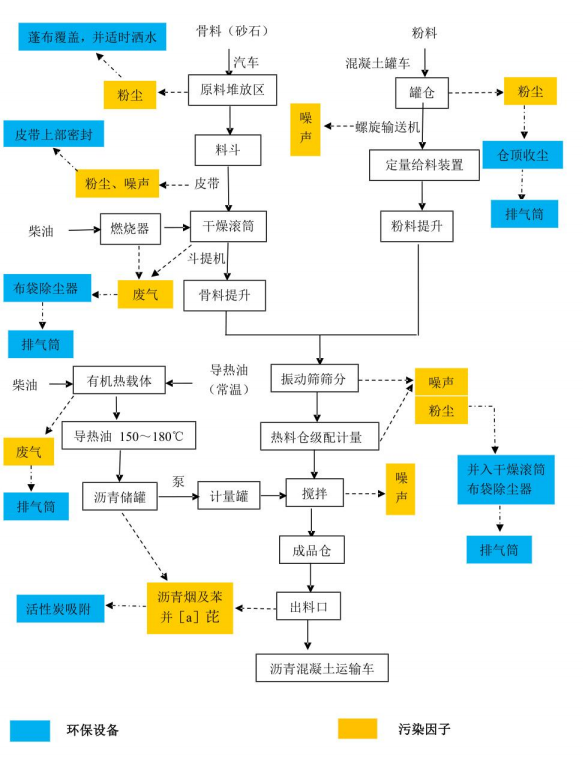 蓬布覆盖，并适时洒水
骨料（砂石）
粉料
汽车
混凝土罐车
粉尘
原料堆放区
罐仓
粉尘
噪
声
螺旋输送机
皮带上部密封
料斗
定量给料装置
仓顶收尘
粉尘、噪声
皮带
排气筒
柴油
燃烧器
干燥滚筒
粉料提升
斗提机
布袋除尘器
废气
骨料提升
排气筒
柴油
有机热载体
导热油
（常温）
振动筛筛分
噪声
粉尘
导热油 150～180℃
热料仓级配计量
废气
并入干燥滚筒
布袋除尘器
泵
噪
声
排气筒
沥青储罐
计量罐
搅拌
成品仓
排气筒
活性炭吸附
沥青烟及苯
并［a］芘
出料口
沥青混凝土运输车
环保设备
污染因子